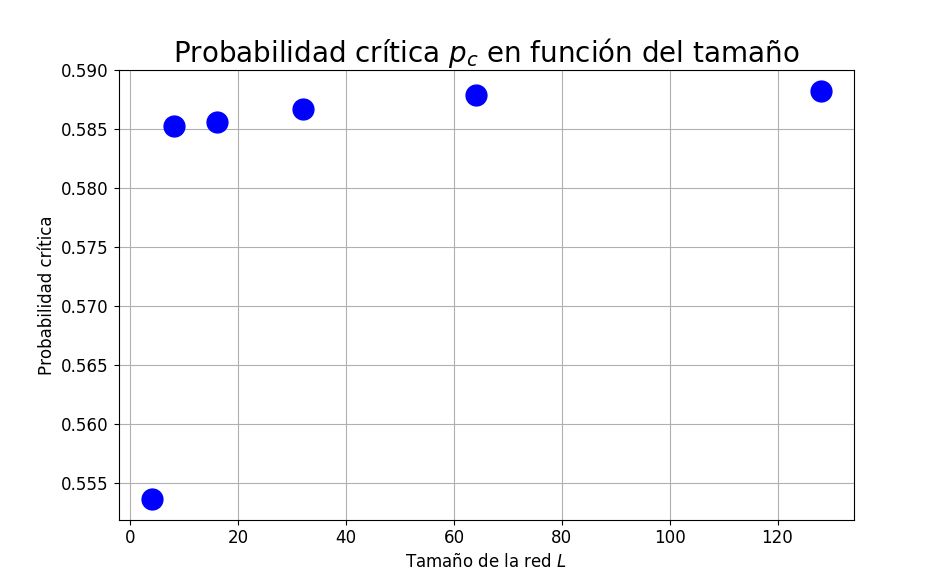 Probabilidad crítica $p_c$ en función del tamaño
0.590
0.585
0.580
0.575
0.570
0.565
0.560
0.555
Probabilidad crítica
0 20 40 60 80 100 120
Tamaño de la red $L$